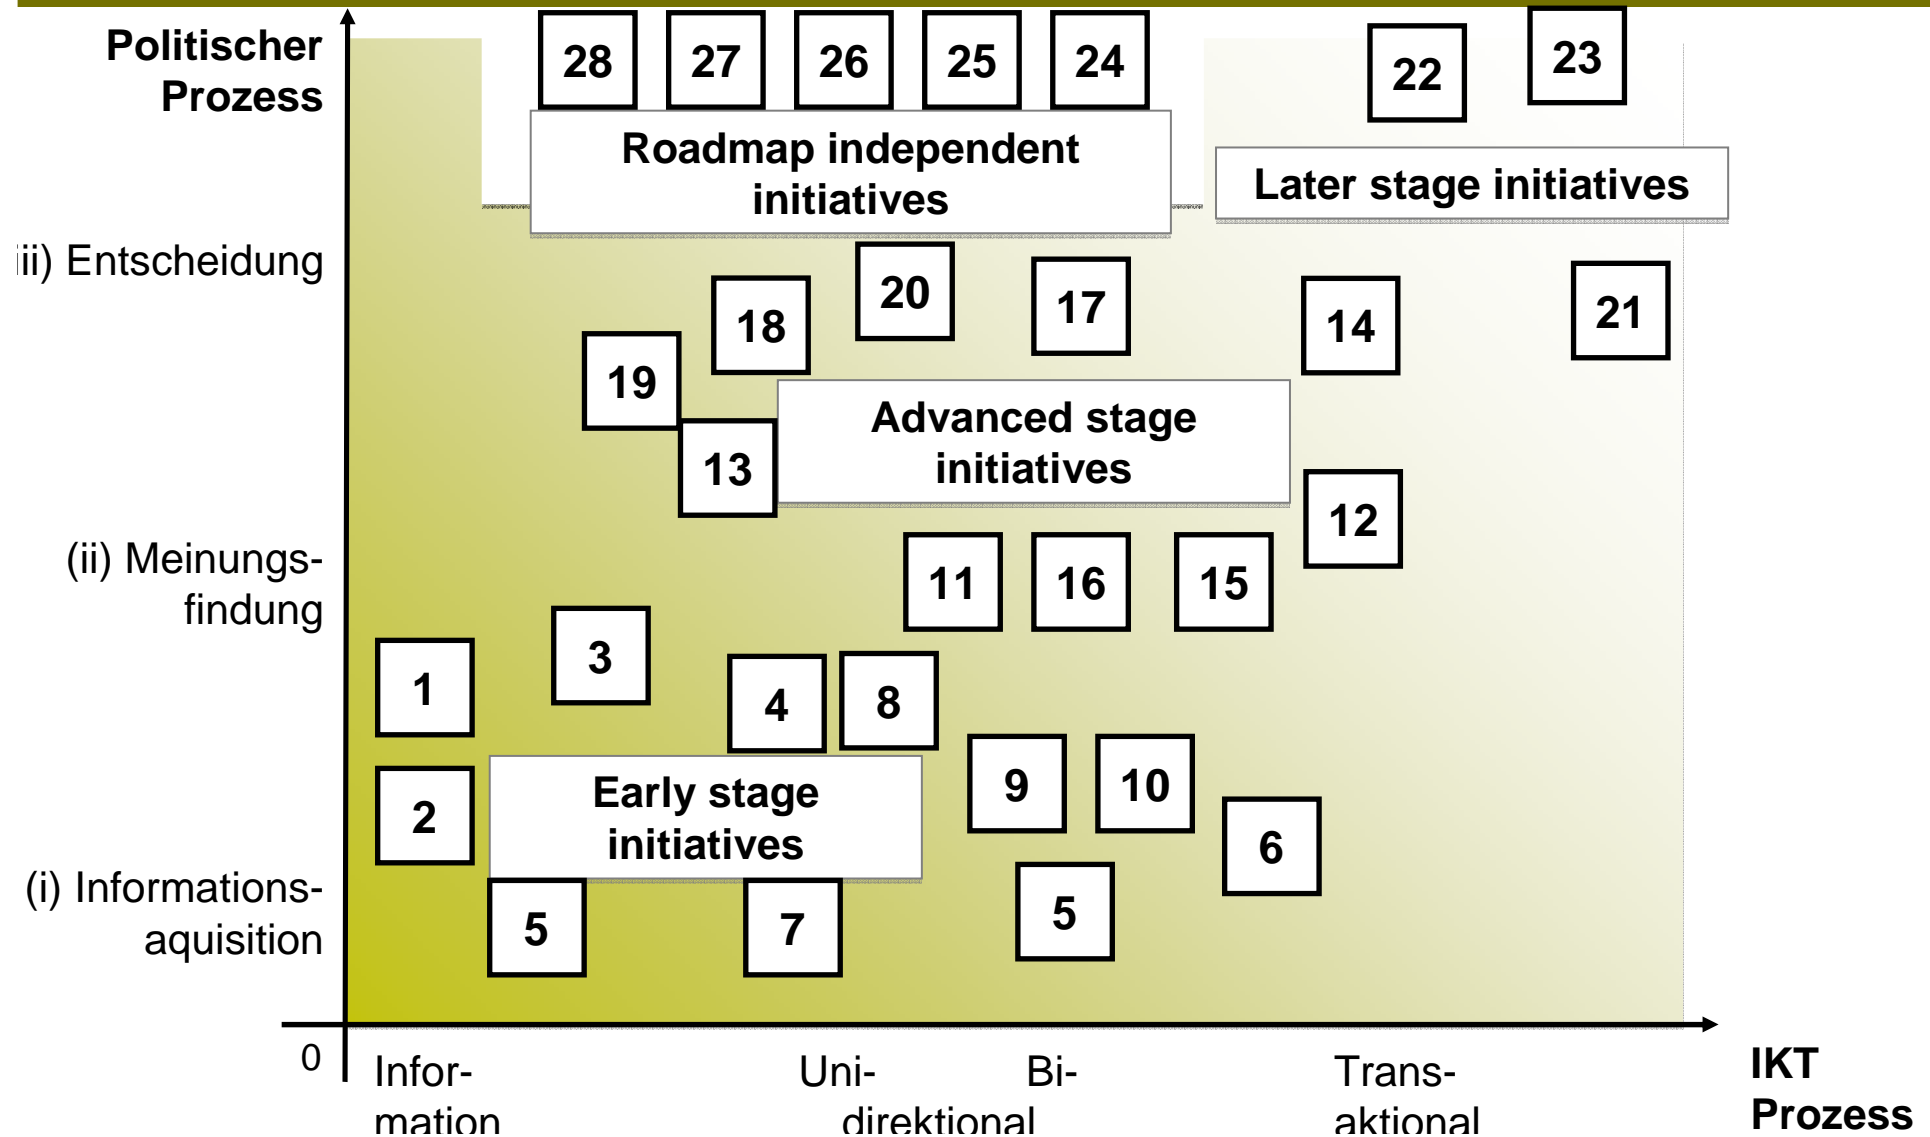 Politischer
Prozess
28 27 26 25 24 22 23
Roadmap independent
initiatives
Later stage initiatives
iii) Entscheidung
20 17 18 14 21
19
Advanced stage
initiatives
13
12
(ii) Meinungs-
findung
11 16 15
3
1
4 8
9 10
Early stage
initiatives
2
6
(i) Informations-
aquisition
5 7 5
0
Infor-
mation
Uni- Bi-
direktional
Trans-
aktional
IKT
Prozess